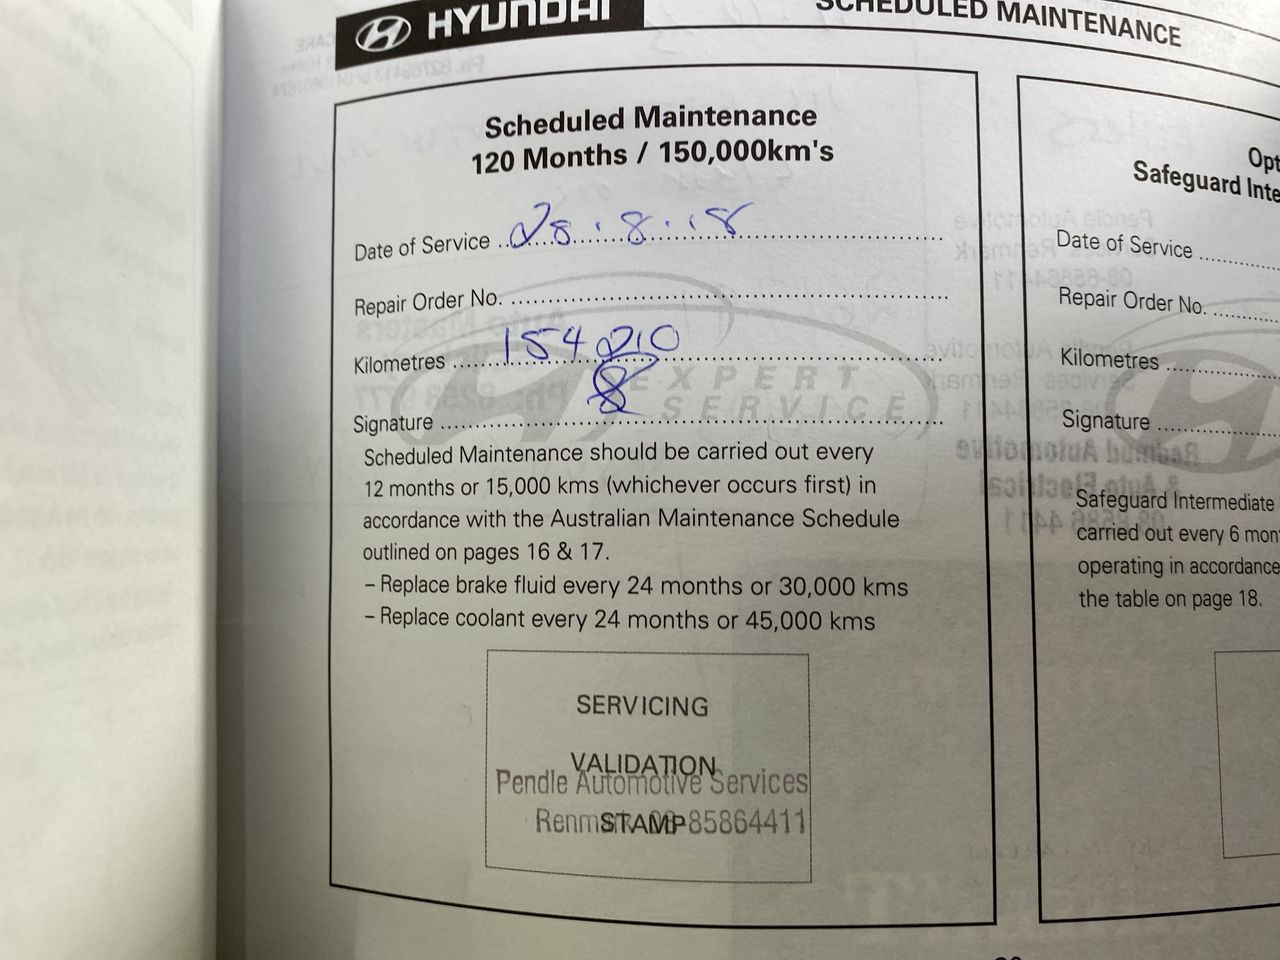 HYUNDAI
SCHEDULED MAINTENANCE
Scheduled Maintenance
120 Months / 150,000km's
Date of Service 28.8.18
Repair Order No.
Kilometres 154210
Signature
EXPERT
SERVICE
Scheduled Maintenance should be carried out every
12 months or 15,000 kms (whichever occurs first) in
accordance with the Australian Maintenance Schedule
outlined on pages 16 & 17.
– Replace brake fluid every 24 months or 30,000 kms
– Replace coolant every 24 months or 45,000 kms
SERVICING
VALIDATION
STAMP
Pendle Automotive Services
85864411
Opt
Safeguard Inte
Date of Service
Repair Order No.
Kilometres
Signature
Safeguard Intermediate
carried out every 6 mon
operating in accordance
the table on page 18.